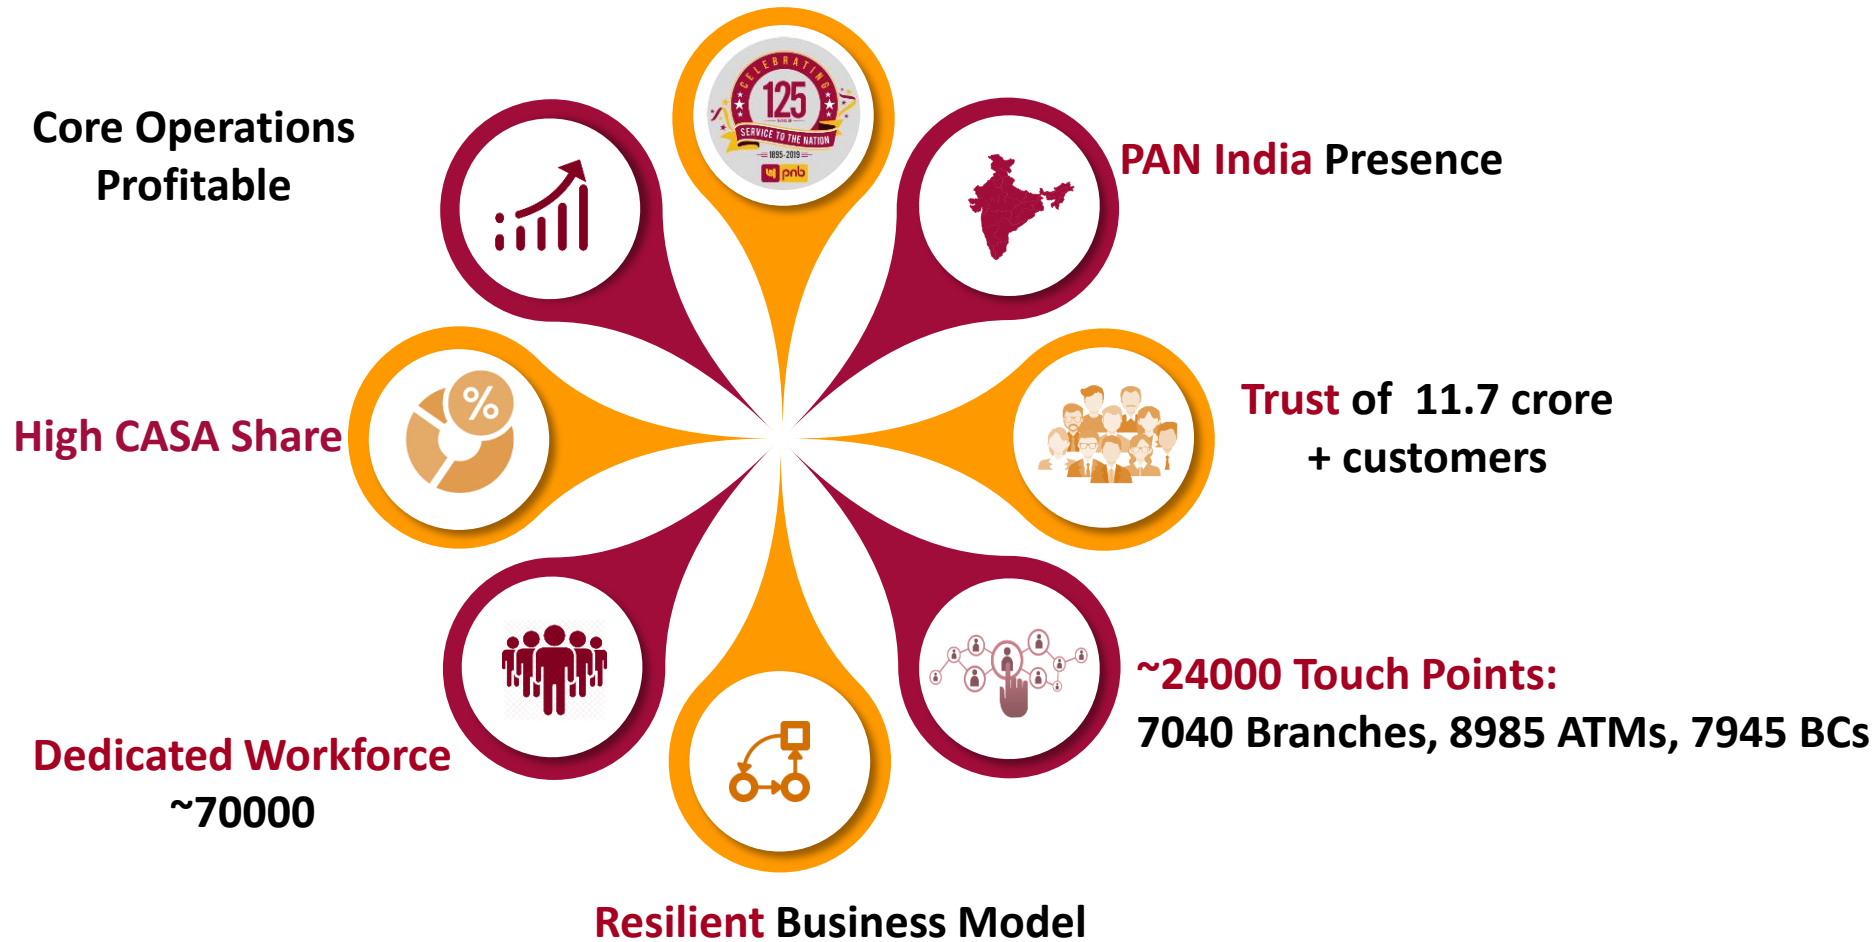 CELEBRATING
125
SERVICE TO THE NATION
1895-2019
pnb
Core Operations
Profitable
PAN India Presence
High CASA Share
%
Trust of 11.7 crore
+ customers
Dedicated Workforce
~70000
~24000 Touch Points:
7040 Branches, 8985 ATMs, 7945 BCs
Resilient Business Model